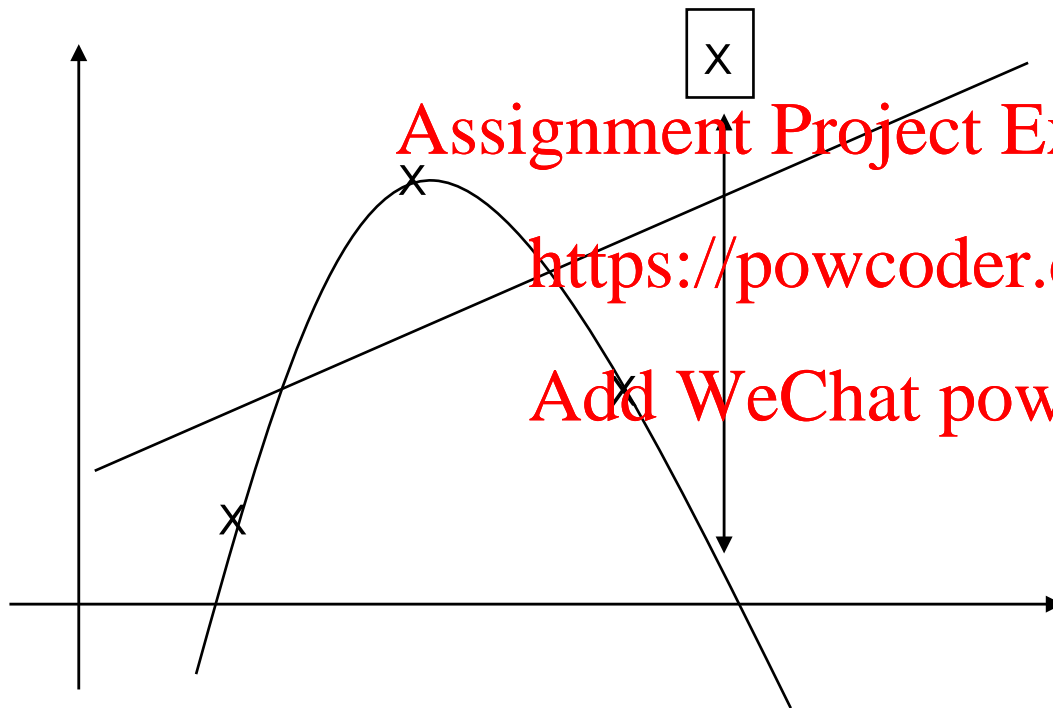 X
Assignment Project Ex
X
https://powcoder.
X
Add WeChat pow
X